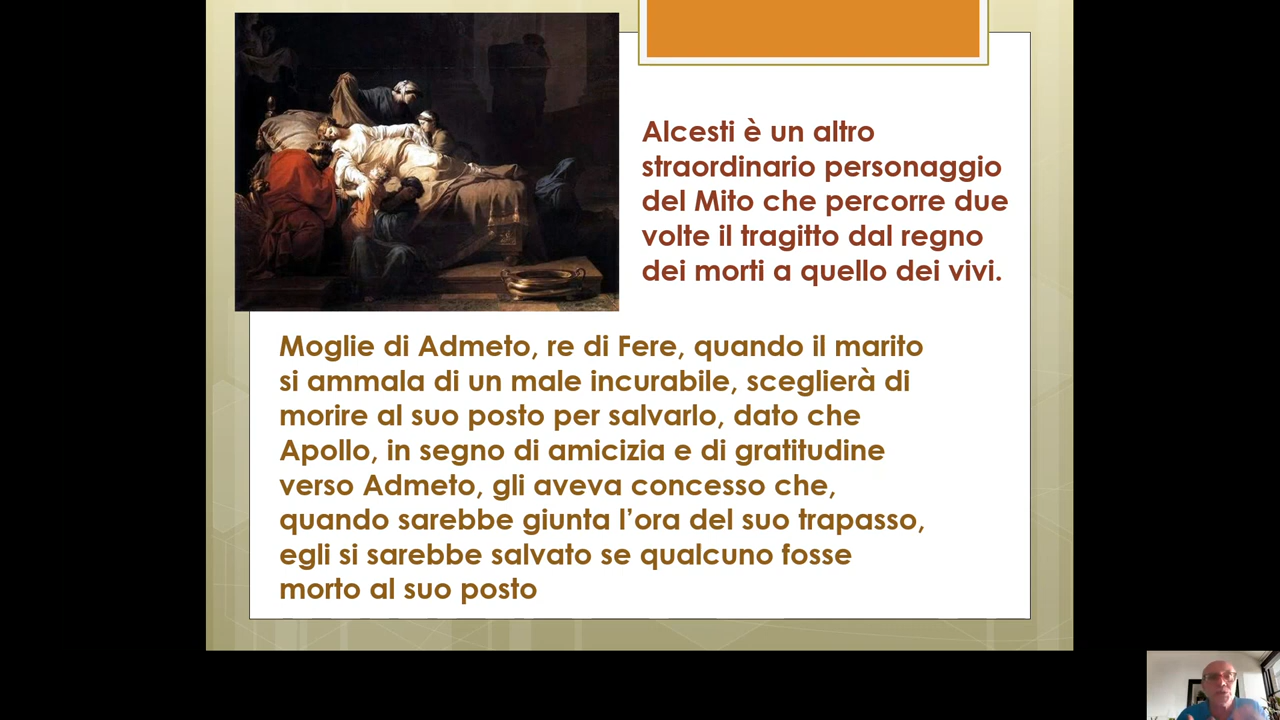 Alcesti è un altro
straordinario personaggio
del Mito che percorre due
volte il tragitto dal regno
dei morti a quello dei vivi.
Moglie di Admeto, re di Fere, quando il marito
si ammala di un male incurabile, sceglierà di
morire al suo posto per salvarlo, dato che
Apollo, in segno di amicizia e di gratitudine
verso Admeto, gli aveva concesso che,
quando sarebbe giunta l’ora del suo trapasso,
egli si sarebbe salvato se qualcuno fosse
morto al suo posto